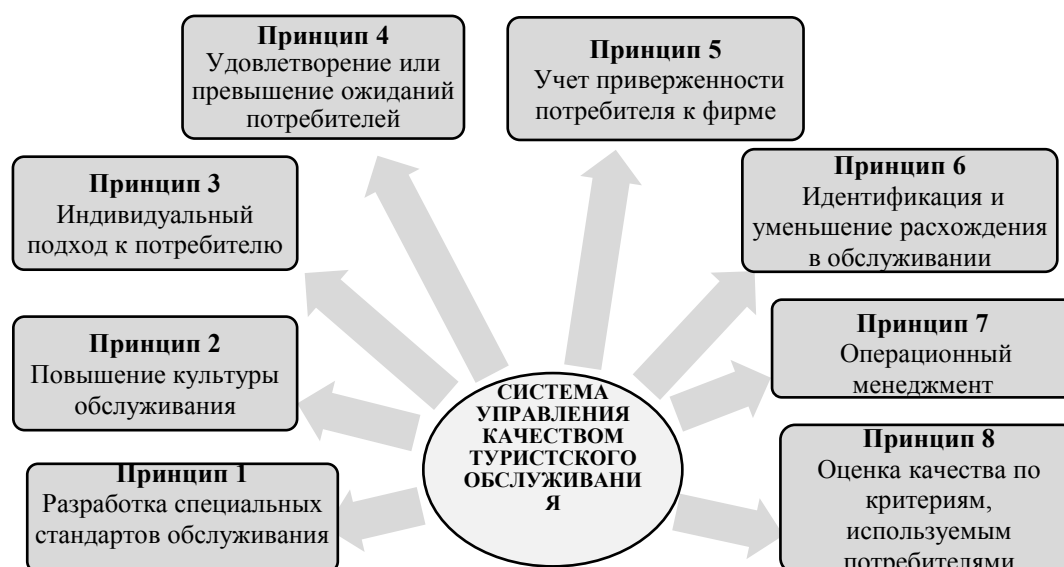 Принцип 4
Удовлетворение или
превышение ожиданий
потребителей
Принцип 5
Учет приверженности
потребителя к фирме
Принцип 3
Индивидуальный
подход к потребителю
Принцип 6
Идентификация и
уменьшение расхождения
в обслуживании
Принцип 2
Повышение культуры
обслуживания
Принцип 7
Операционный
менеджмент
СИСТЕМА
УПРАВЛЕНИЯ
КАЧЕСТВОМ
ТУРИСТСКОГО
ОБСЛУЖИВАНИ
Я
Принцип 1
Разработка специальных
стандартов обслуживания
Принцип 8
Оценка качества по
критериям,
используемым
потребителями